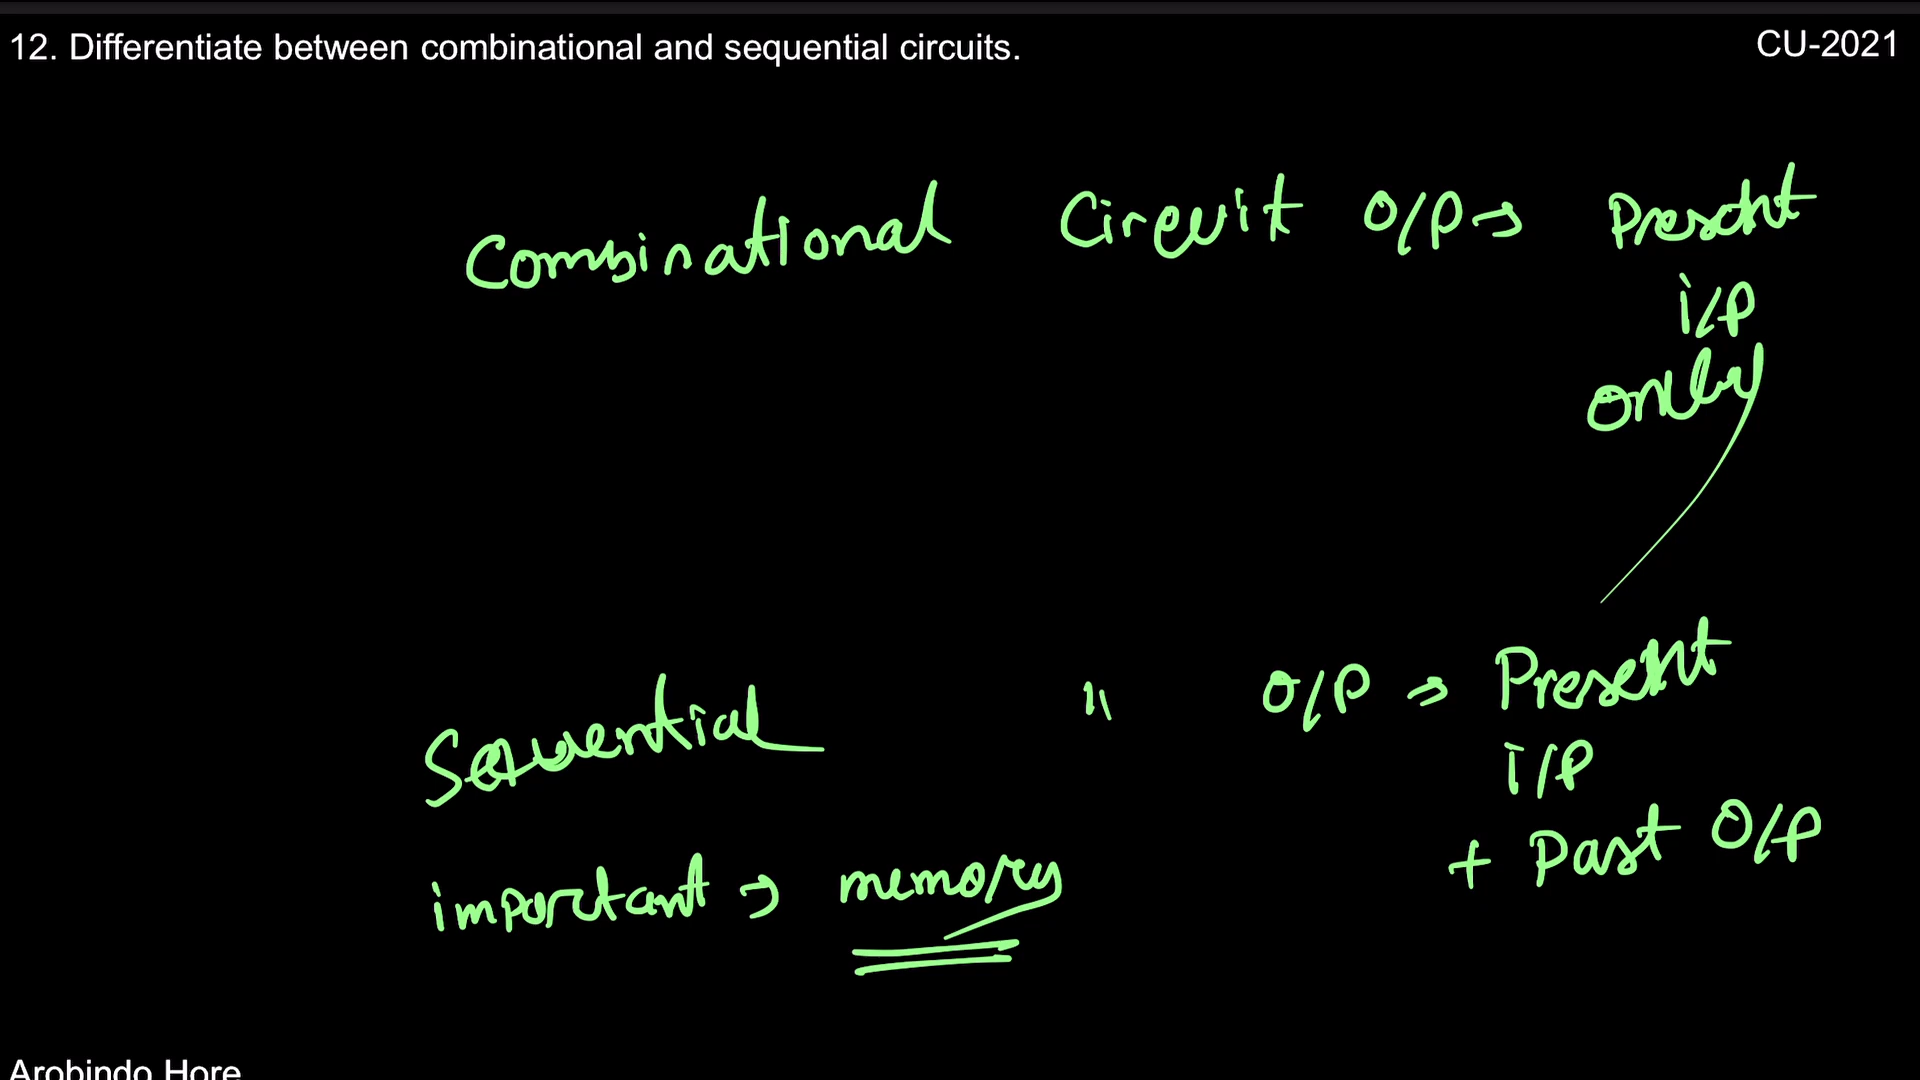 12. Differentiate between combinational and sequential circuits.
CU-2021
Combinational Circuit O/P → Present
i/P
only
Sequential " O/P → Present
i/P
+ Past O/P
important → memory
Arobindo Hore